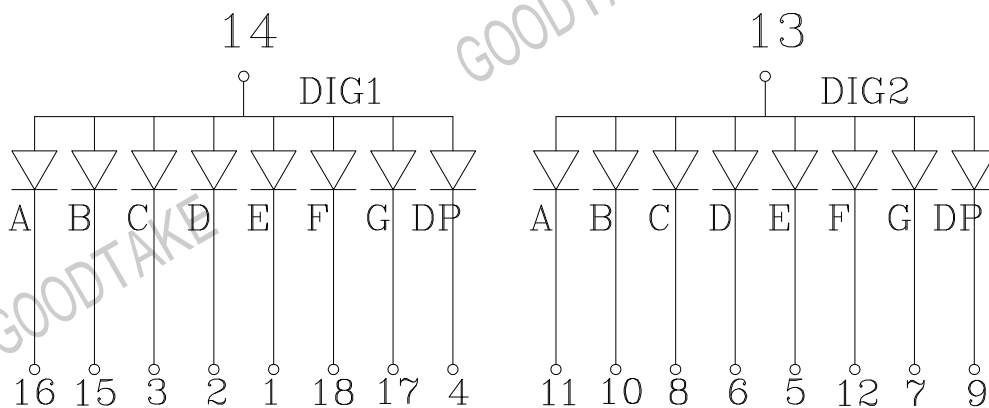 14 13
DIG1 DIG2
A B C D E F G DP A B C D E F G DP
16 15 3 2 1 18 17 4 11 10 8 6 5 12 7 9
GOODTAKE